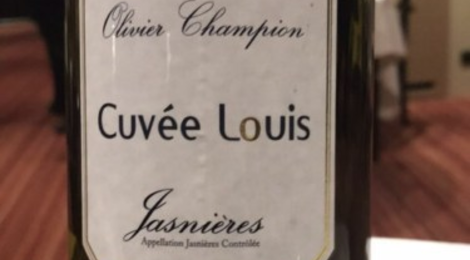 Olivier Champion
Cuvée Louis
Jasnières
Appellation Jasnières Contrôlée